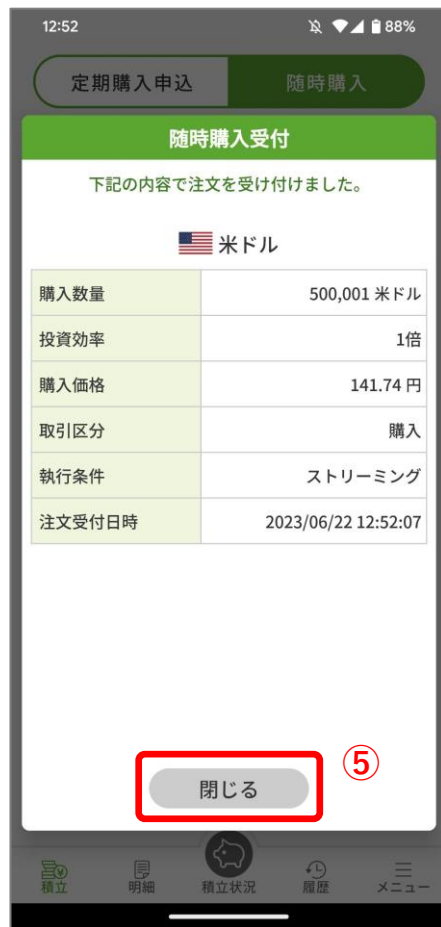 12:52 88%
定期購入申込 随時購入
随時購入受付
下記の内容で注文を受け付けました。
米ドル
購入数量 500,001 米ドル
投資効率 1倍
購入価格 141.74 円
取引区分 購入
執行条件 ストリーミング
注文受付日時 2023/06/22 12:52:07
⑤
閉じる
積立 明細 積立状況 履歴 メニュー